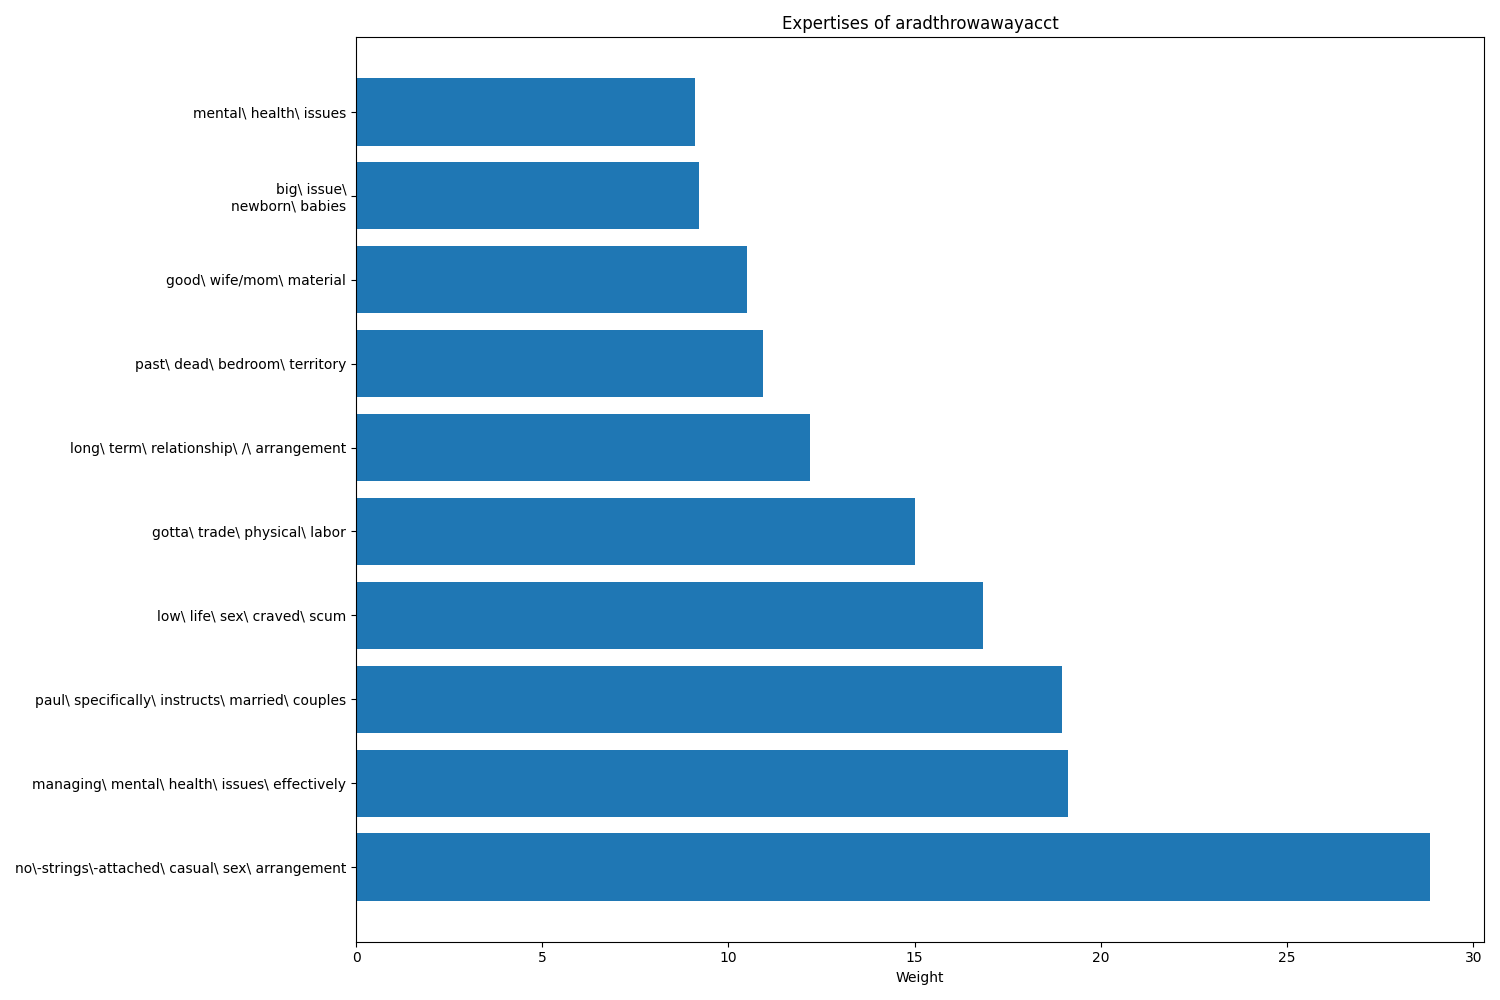 Expertises of aradthrowawayacct
mental\ health\ issues
big\ issue\
newborn\ babies
good\ wife/mom\ material
past\ dead\ bedroom\ territory
long\ term\ relationship\ /\ arrangement
gotta\ trade\ physical\ labor
low\ life\ sex\ craved\ scum
paul\ specifically\ instructs\ married\ couples
managing\ mental\ health\ issues\ effectively
no\-strings\-attached\ casual\ sex\ arrangement
0 5 10 15 20 25 30
Weight